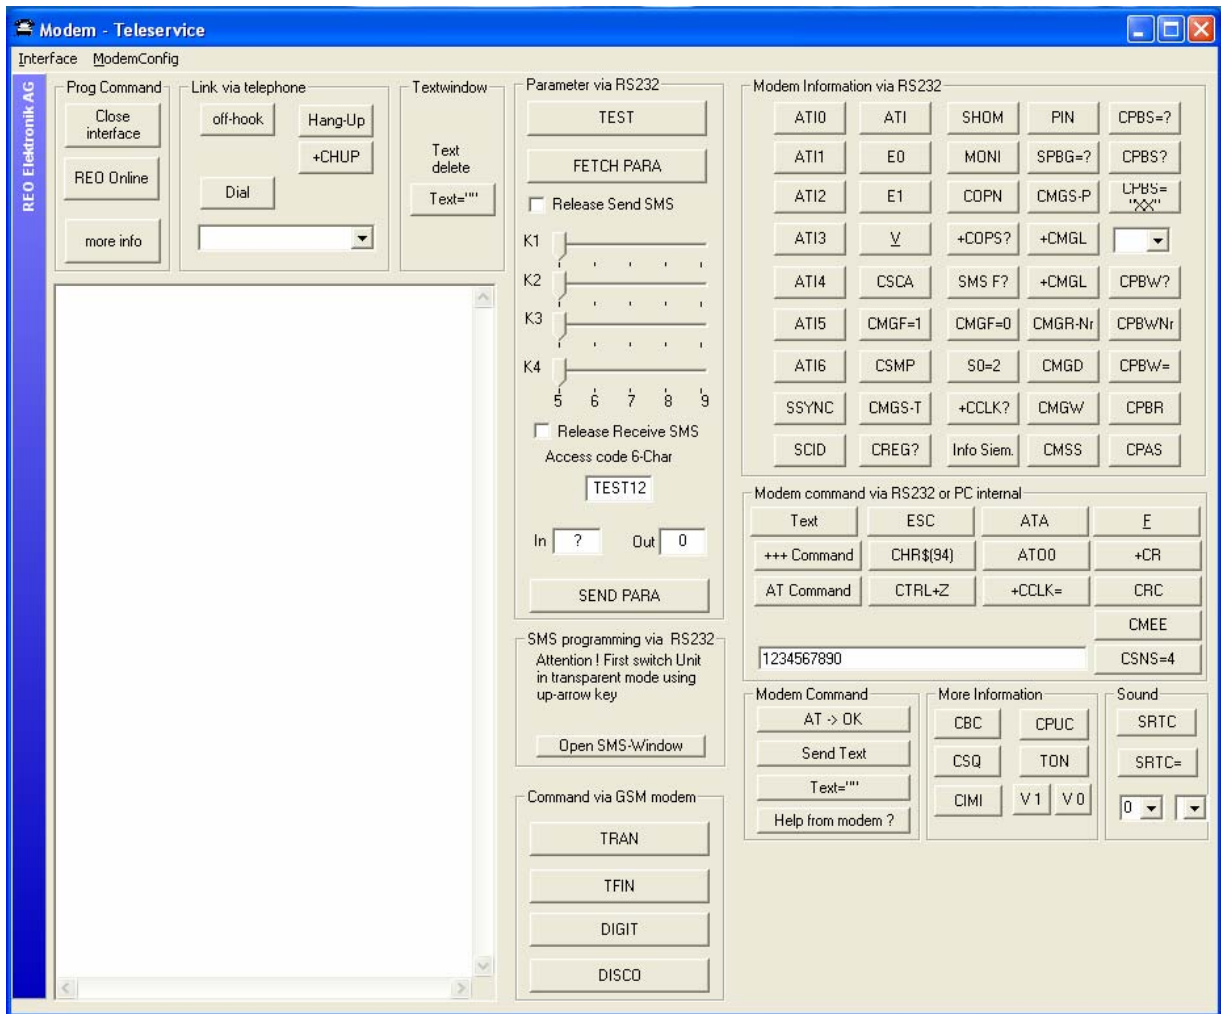 Modem - Teleservice
Interface ModemConfig
REO Elektronik AG
Prog Command
Close
interface
REO Online
more info
Link via telephone
off-hook
Hang-Up
+CHUP
Dial
Textwindow
Text
delete
Text=""
Parameter via RS232
TEST
FETCH PARA
Release Send SMS
K1
K2
K3
K4
5 6 7 8 9
Release Receive SMS
Access code 6-Char
TEST12
In ? Out 0
SEND PARA
SMS programming via RS232
Attention ! First switch Unit
in transparent mode using
up-arrow key
Open SMS-Window
Command via GSM modem
TRAN
TFIN
DIGIT
DISCO
Modem Information via RS232
ATI0 ATI SHOM PIN CPBS=?
ATI1 E0 MONI SPBG=? CPBS?
ATI2 E1 COPN CMGS-P CPBS=
"XX"
ATI3 V +COPS? +CMGL
ATI4 CSCA SMS F? +CMGL CPBW?
ATI5 CMGF=1 CMGF=0 CMGR-Nr CPBWNr
ATI6 CSMP S0=2 CMGD CPBW=
SSYNC CMGS-T +CCLK? CMGW CPBR
SCID CREG? Info Siem. CMSS CPAS
Modem command via RS232 or PC internal
Text ESC ATA F
+++ Command CHR$(94) ATO0 +CR
AT Command CTRL+Z +CCLK= CRC
CMEE
1234567890 CSNS=4
Modem Command
AT -> OK
Send Text
Text=""
Help from modem ?
More Information
CBC CPUC
CSQ TON
CIMI V 1 V 0
Sound
SRTC
SRTC=
0